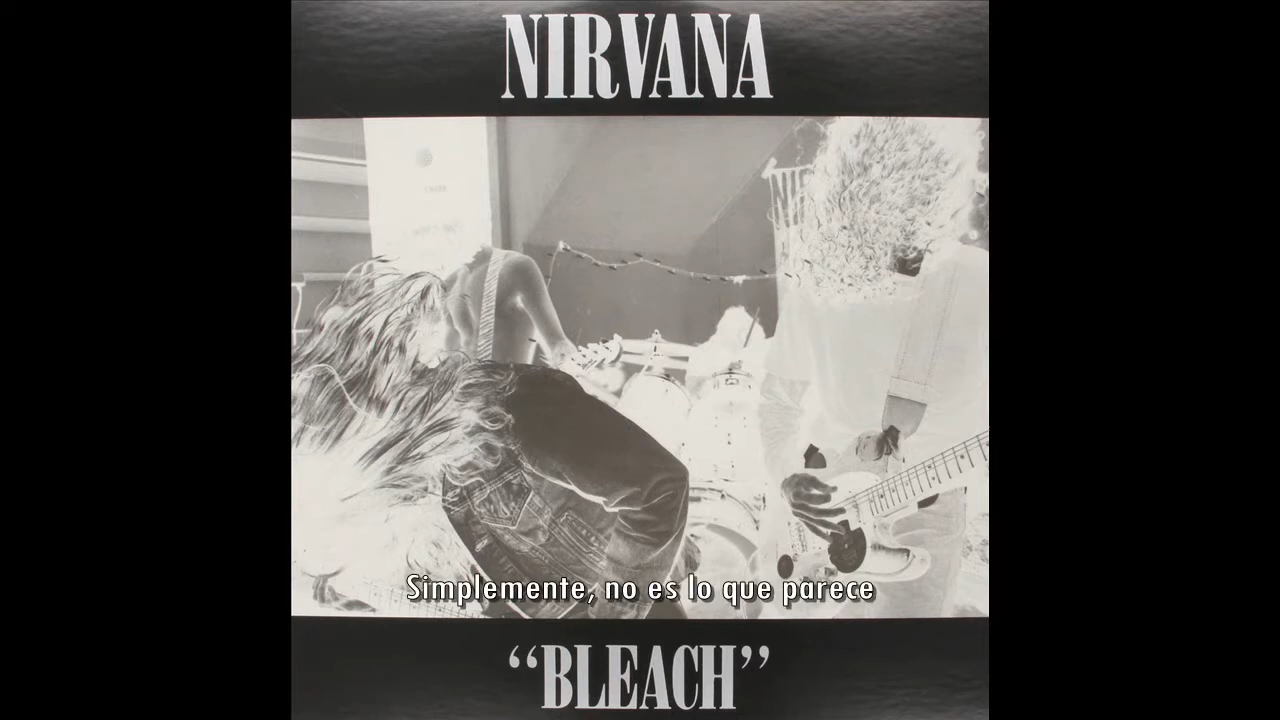 NIRVANA
Simplemente, no es lo que parece
“BLEACH”